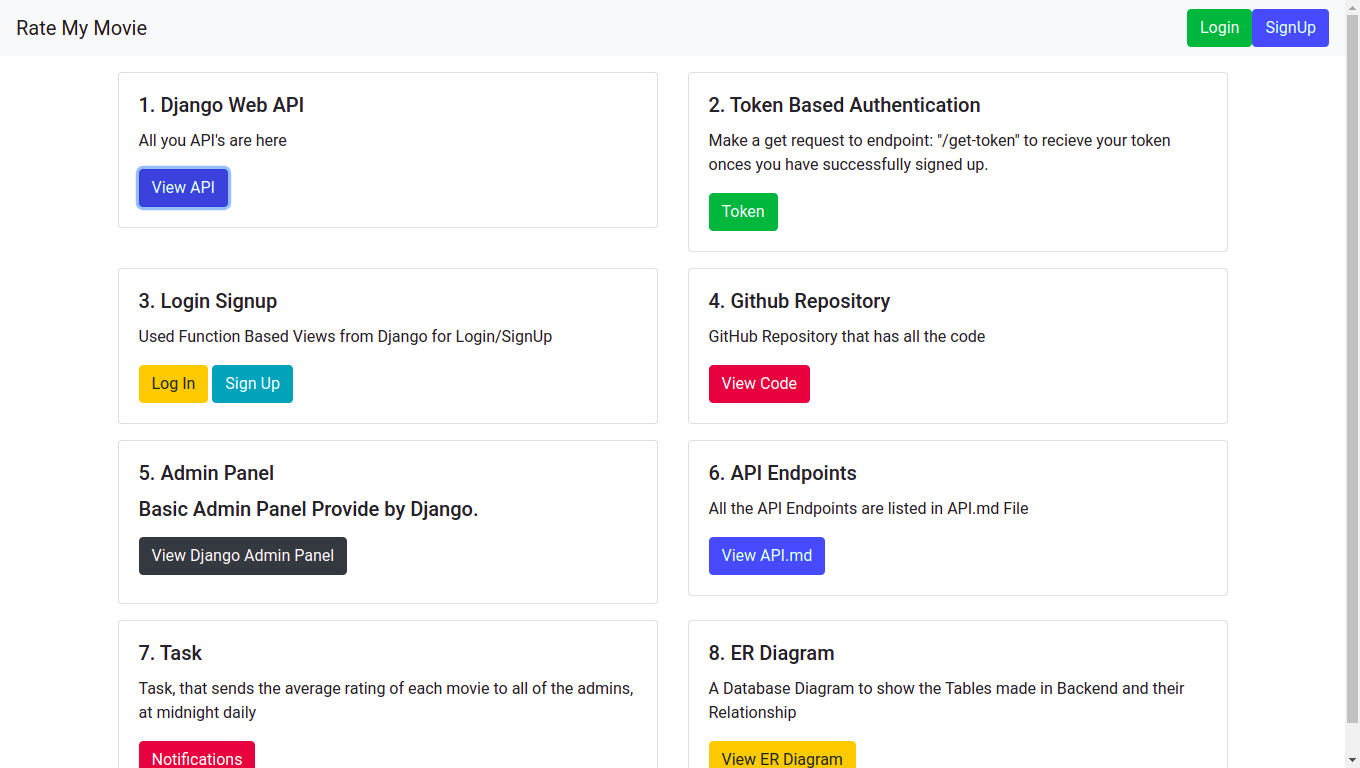 Rate My Movie
Login SignUp
1. Django Web API
All you API's are here
View API
2. Token Based Authentication
Make a get request to endpoint: "/get-token" to recieve your token
onces you have successfully signed up.
Token
3. Login Signup
Used Function Based Views from Django for Login/SignUp
Log In Sign Up
4. Github Repository
GitHub Repository that has all the code
View Code
5. Admin Panel
Basic Admin Panel Provide by Django.
View Django Admin Panel
6. API Endpoints
All the API Endpoints are listed in API.md File
View API.md
7. Task
Task, that sends the average rating of each movie to all of the admins,
at midnight daily
Notifications
8. ER Diagram
A Database Diagram to show the Tables made in Backend and their
Relationship
View ER Diagram